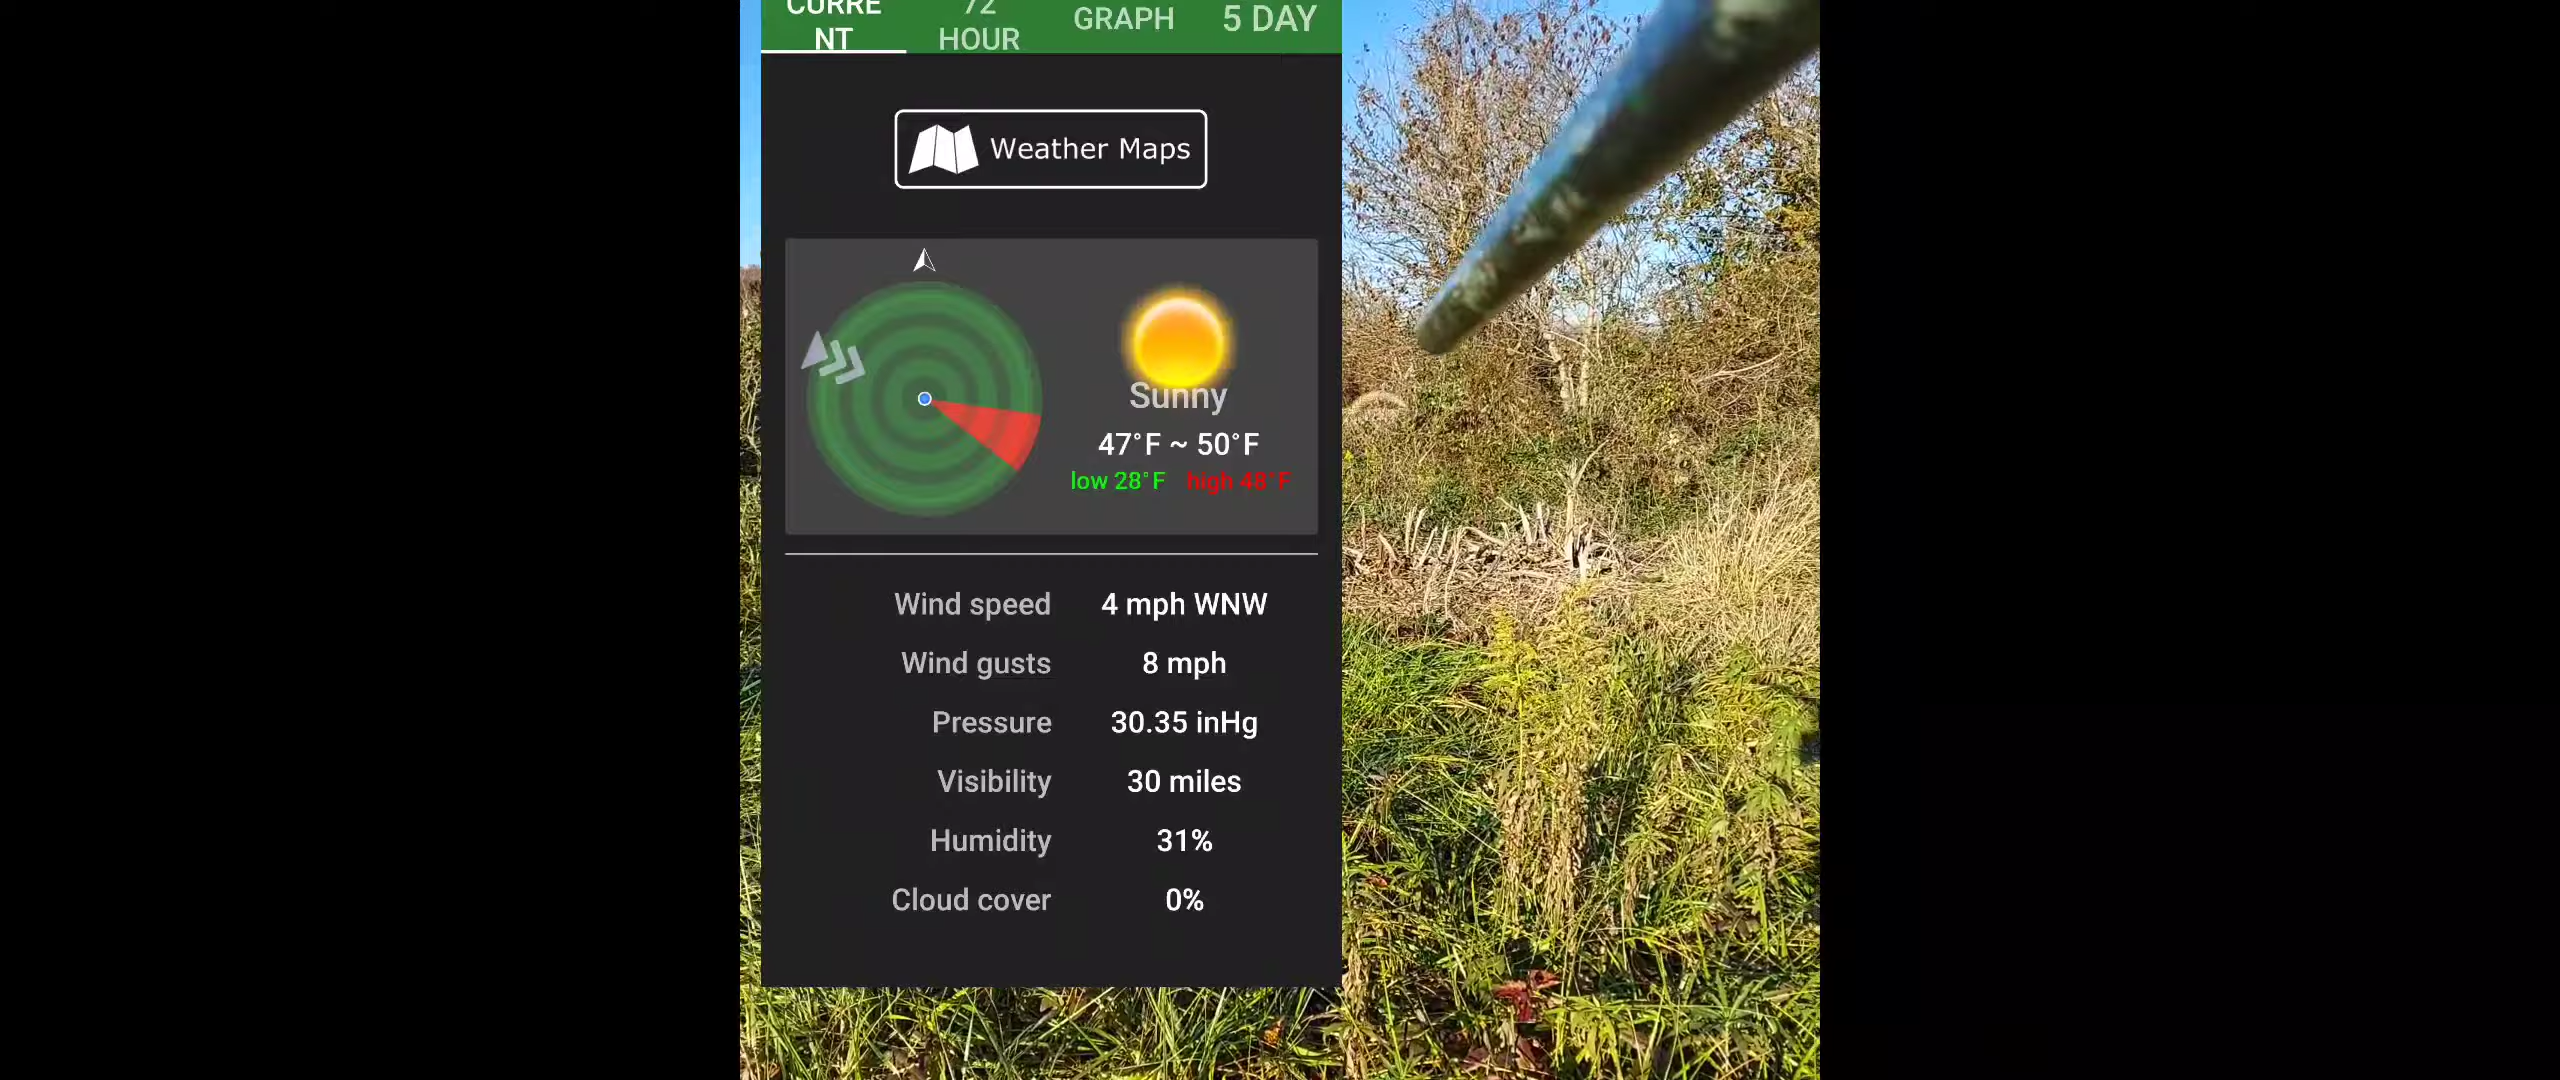 CURRE
NT
72
HOUR
GRAPH
5 DAY
Weather Maps
Sunny
47°F ~ 50°F
low 28°F high 48°F
Wind speed 4 mph WNW
Wind gusts 8 mph
Pressure 30.35 inHg
Visibility 30 miles
Humidity 31%
Cloud cover 0%